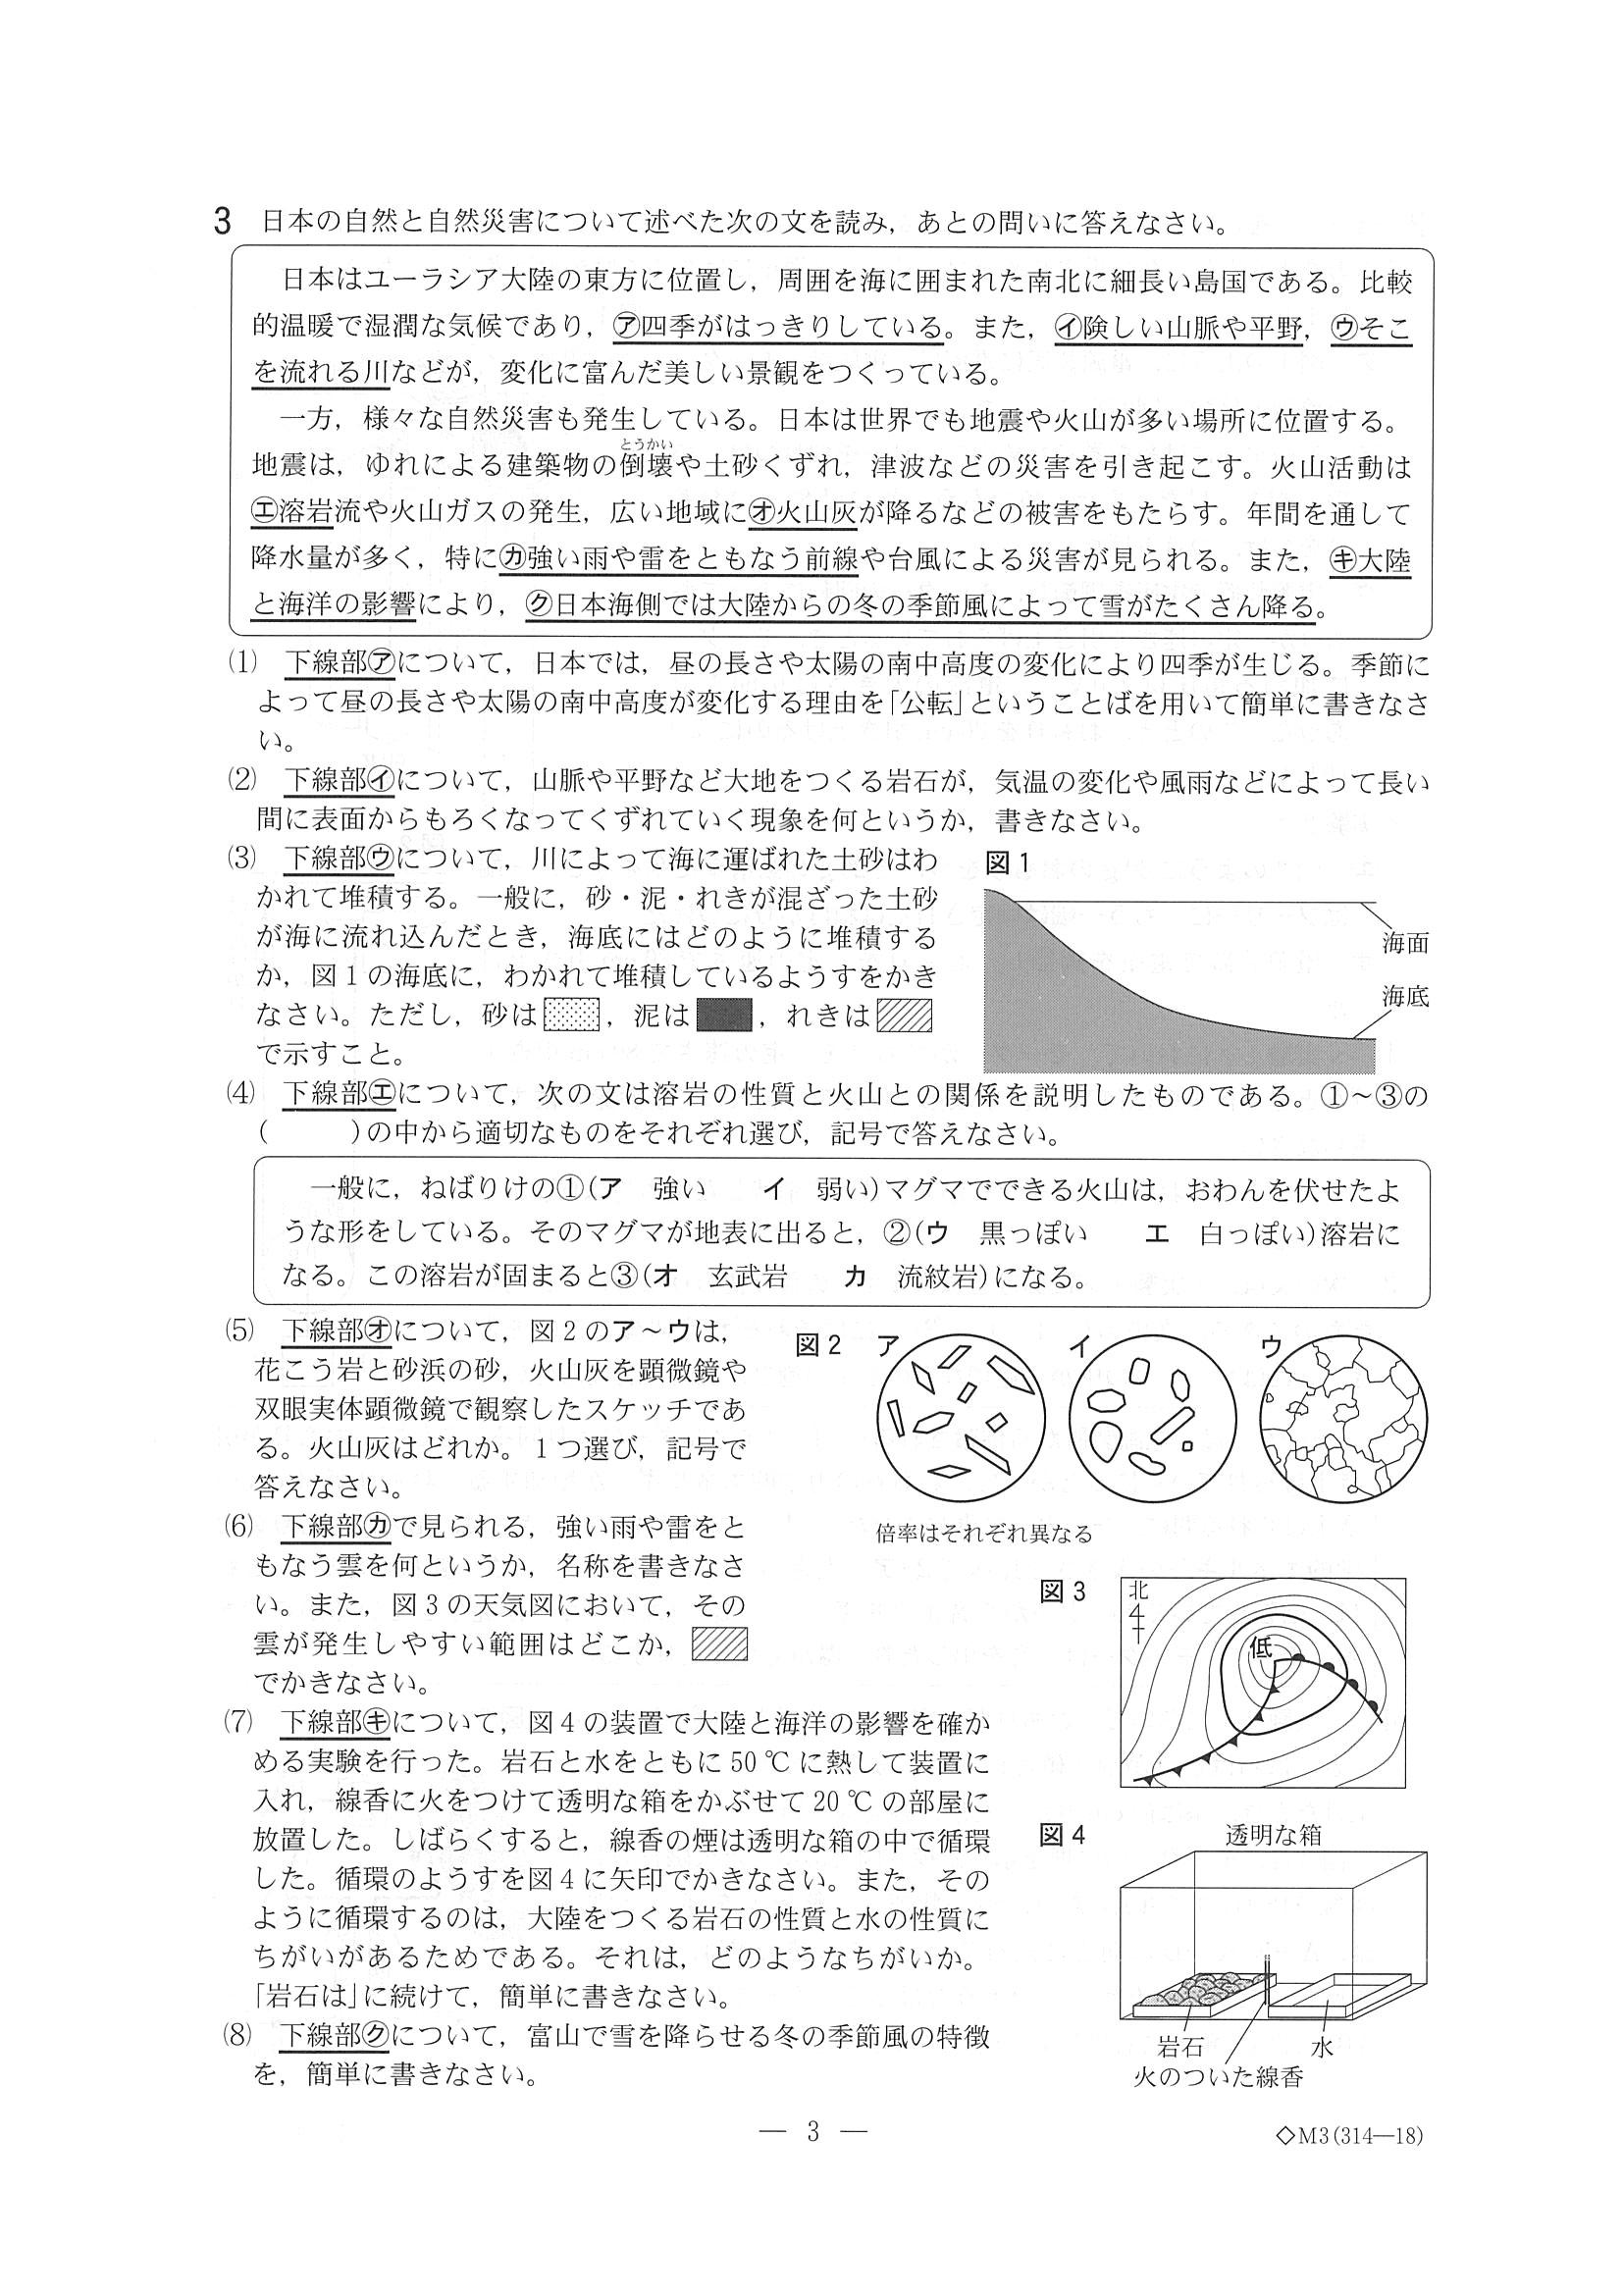 3 日本の自然と自然災害について述べた次の文を読み，あとの問いに答えなさい。
日本はユーラシア大陸の東方に位置し，周囲を海に囲まれた南北に細長い島国である。比較
的温暖で湿潤な気候であり，㋐四季がはっきりしている。また，㋑険しい山脈や平野，㋒そこ
を流れる川などが，変化に富んだ美しい景観をつくっている。
一方，様々な自然災害も発生している。日本は世界でも地震や火山が多い場所に位置する。
とうかい
地震は，ゆれによる建築物の倒壊や土砂くずれ，津波などの災害を引き起こす。火山活動は
㋓溶岩流や火山ガスの発生，広い地域に㋔火山灰が降るなどの被害をもたらす。年間を通して
降水量が多く，特に㋕強い雨や雷をともなう前線や台風による災害が見られる。また，㋖大陸
と海洋の影響により，㋗日本海側では大陸からの冬の季節風によって雪がたくさん降る。
(1) 下線部㋐について，日本では，昼の長さや太陽の南中高度の変化により四季が生じる。季節に
よって昼の長さや太陽の南中高度が変化する理由を「公転」ということばを用いて簡単に書きなさ
い。
(2) 下線部㋑について，山脈や平野など大地をつくる岩石が，気温の変化や風雨などによって長い
間に表面からもろくなってくずれていく現象を何というか，書きなさい。
(3) 下線部㋒について，川によって海に運ばれた土砂はわ
かれて堆積する。一般に，砂・泥・れきが混ざった土砂
が海に流れ込んだとき，海底にはどのように堆積する
か，図1の海底に，わかれて堆積しているようすをかき
なさい。ただし，砂は，泥は，れきは
で示すこと。
図1
海面
海底
(4) 下線部㋓について，次の文は溶岩の性質と火山との関係を説明したものである。①～③の
(　　　)の中から適切なものをそれぞれ選び，記号で答えなさい。
一般に，ねばりけの①(ア 強い　イ 弱い)マグマでできる火山は，おわんを伏せたよ
うな形をしている。そのマグマが地表に出ると，②(ウ 黒っぽい　エ 白っぽい)溶岩に
なる。この溶岩が固まると③(オ 玄武岩　カ 流紋岩)になる。
(5) 下線部㋔について，図2のア～ウは，
花こう岩と砂浜の砂，火山灰を顕微鏡や
双眼実体顕微鏡で観察したスケッチであ
る。火山灰はどれか。1つ選び，記号で
答えなさい。
図2 ア イ ウ
倍率はそれぞれ異なる
(6) 下線部㋕で見られる，強い雨や雷をと
もなう雲を何というか，名称を書きなさ
い。また，図3の天気図において，その
雲が発生しやすい範囲はどこか，
でかきなさい。
図3
北
低
(7) 下線部㋖について，図4の装置で大陸と海洋の影響を確か
める実験を行った。岩石と水をともに50℃に熱して装置に
入れ，線香に火をつけて透明な箱をかぶせて20℃の部屋に
放置した。しばらくすると，線香の煙は透明な箱の中で循環
した。循環のようすを図4に矢印でかきなさい。また，その
ように循環するのは，大陸をつくる岩石の性質と水の性質に
ちがいがあるためである。それは，どのようなちがいか。
「岩石は」に続けて，簡単に書きなさい。
図4
透明な箱
岩石
水
火のついた線香
(8) 下線部㋗について，富山で雪を降らせる冬の季節風の特徴
を，簡単に書きなさい。
— 3 —
◇M3(314—18)